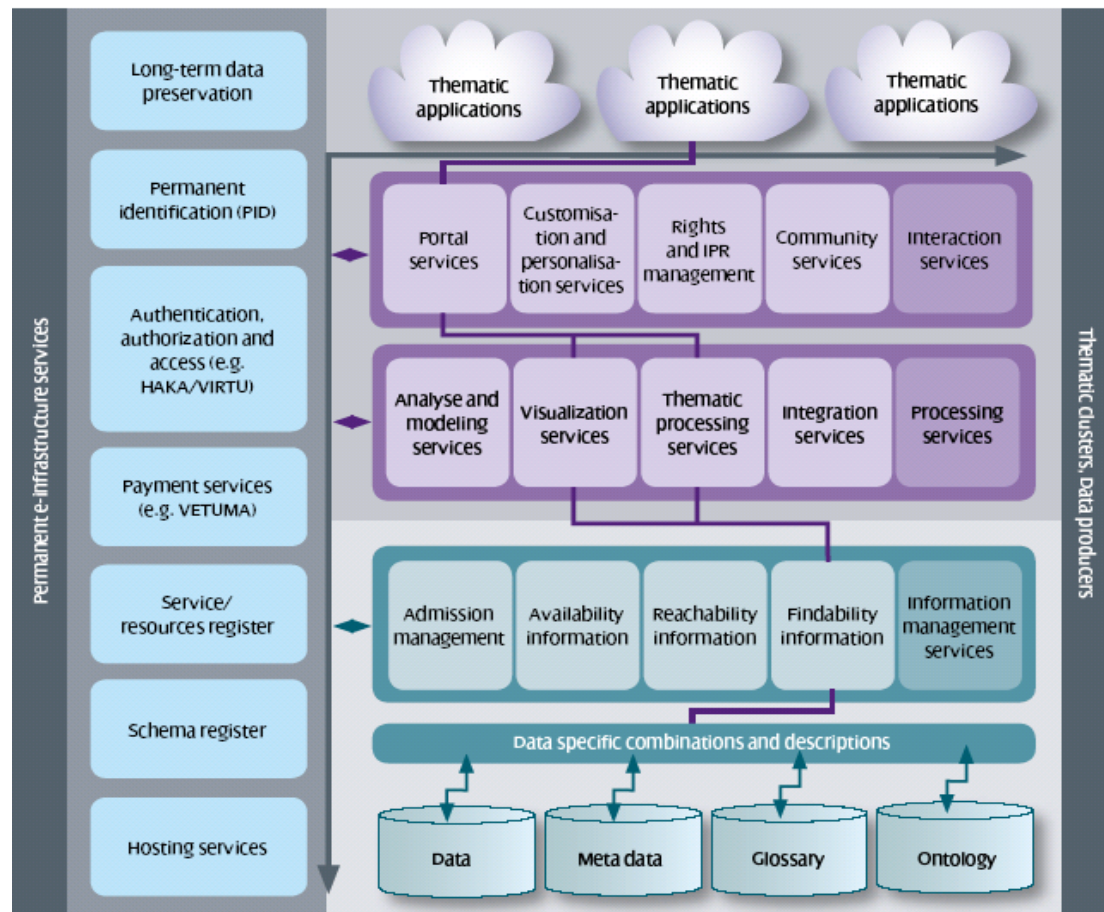 Permanent e-infrastructure services
Long-term data
preservation
Permanent
identification (PID)
Authentication,
authorization and
access (e.g.
HAKA/VIRTU)
Payment services
(e.g. VETUMA)
Service/
resources register
Schema register
Hosting services
Thematic
applications
Thematic
applications
Thematic
applications
Portal
services
Customisa-
tion and
personalisa-
tion services
Rights
and IPR
management
Community
services
Interaction
services
Analyse and
modeling
services
Visualization
services
Thematic
processing
services
Integration
services
Processing
services
Admission
management
Availability
information
Reachability
information
Findability
information
Information
management
services
Data specific combinations and descriptions
Data
Meta data
Glossary
Ontology
Thematic clusters, Data producers